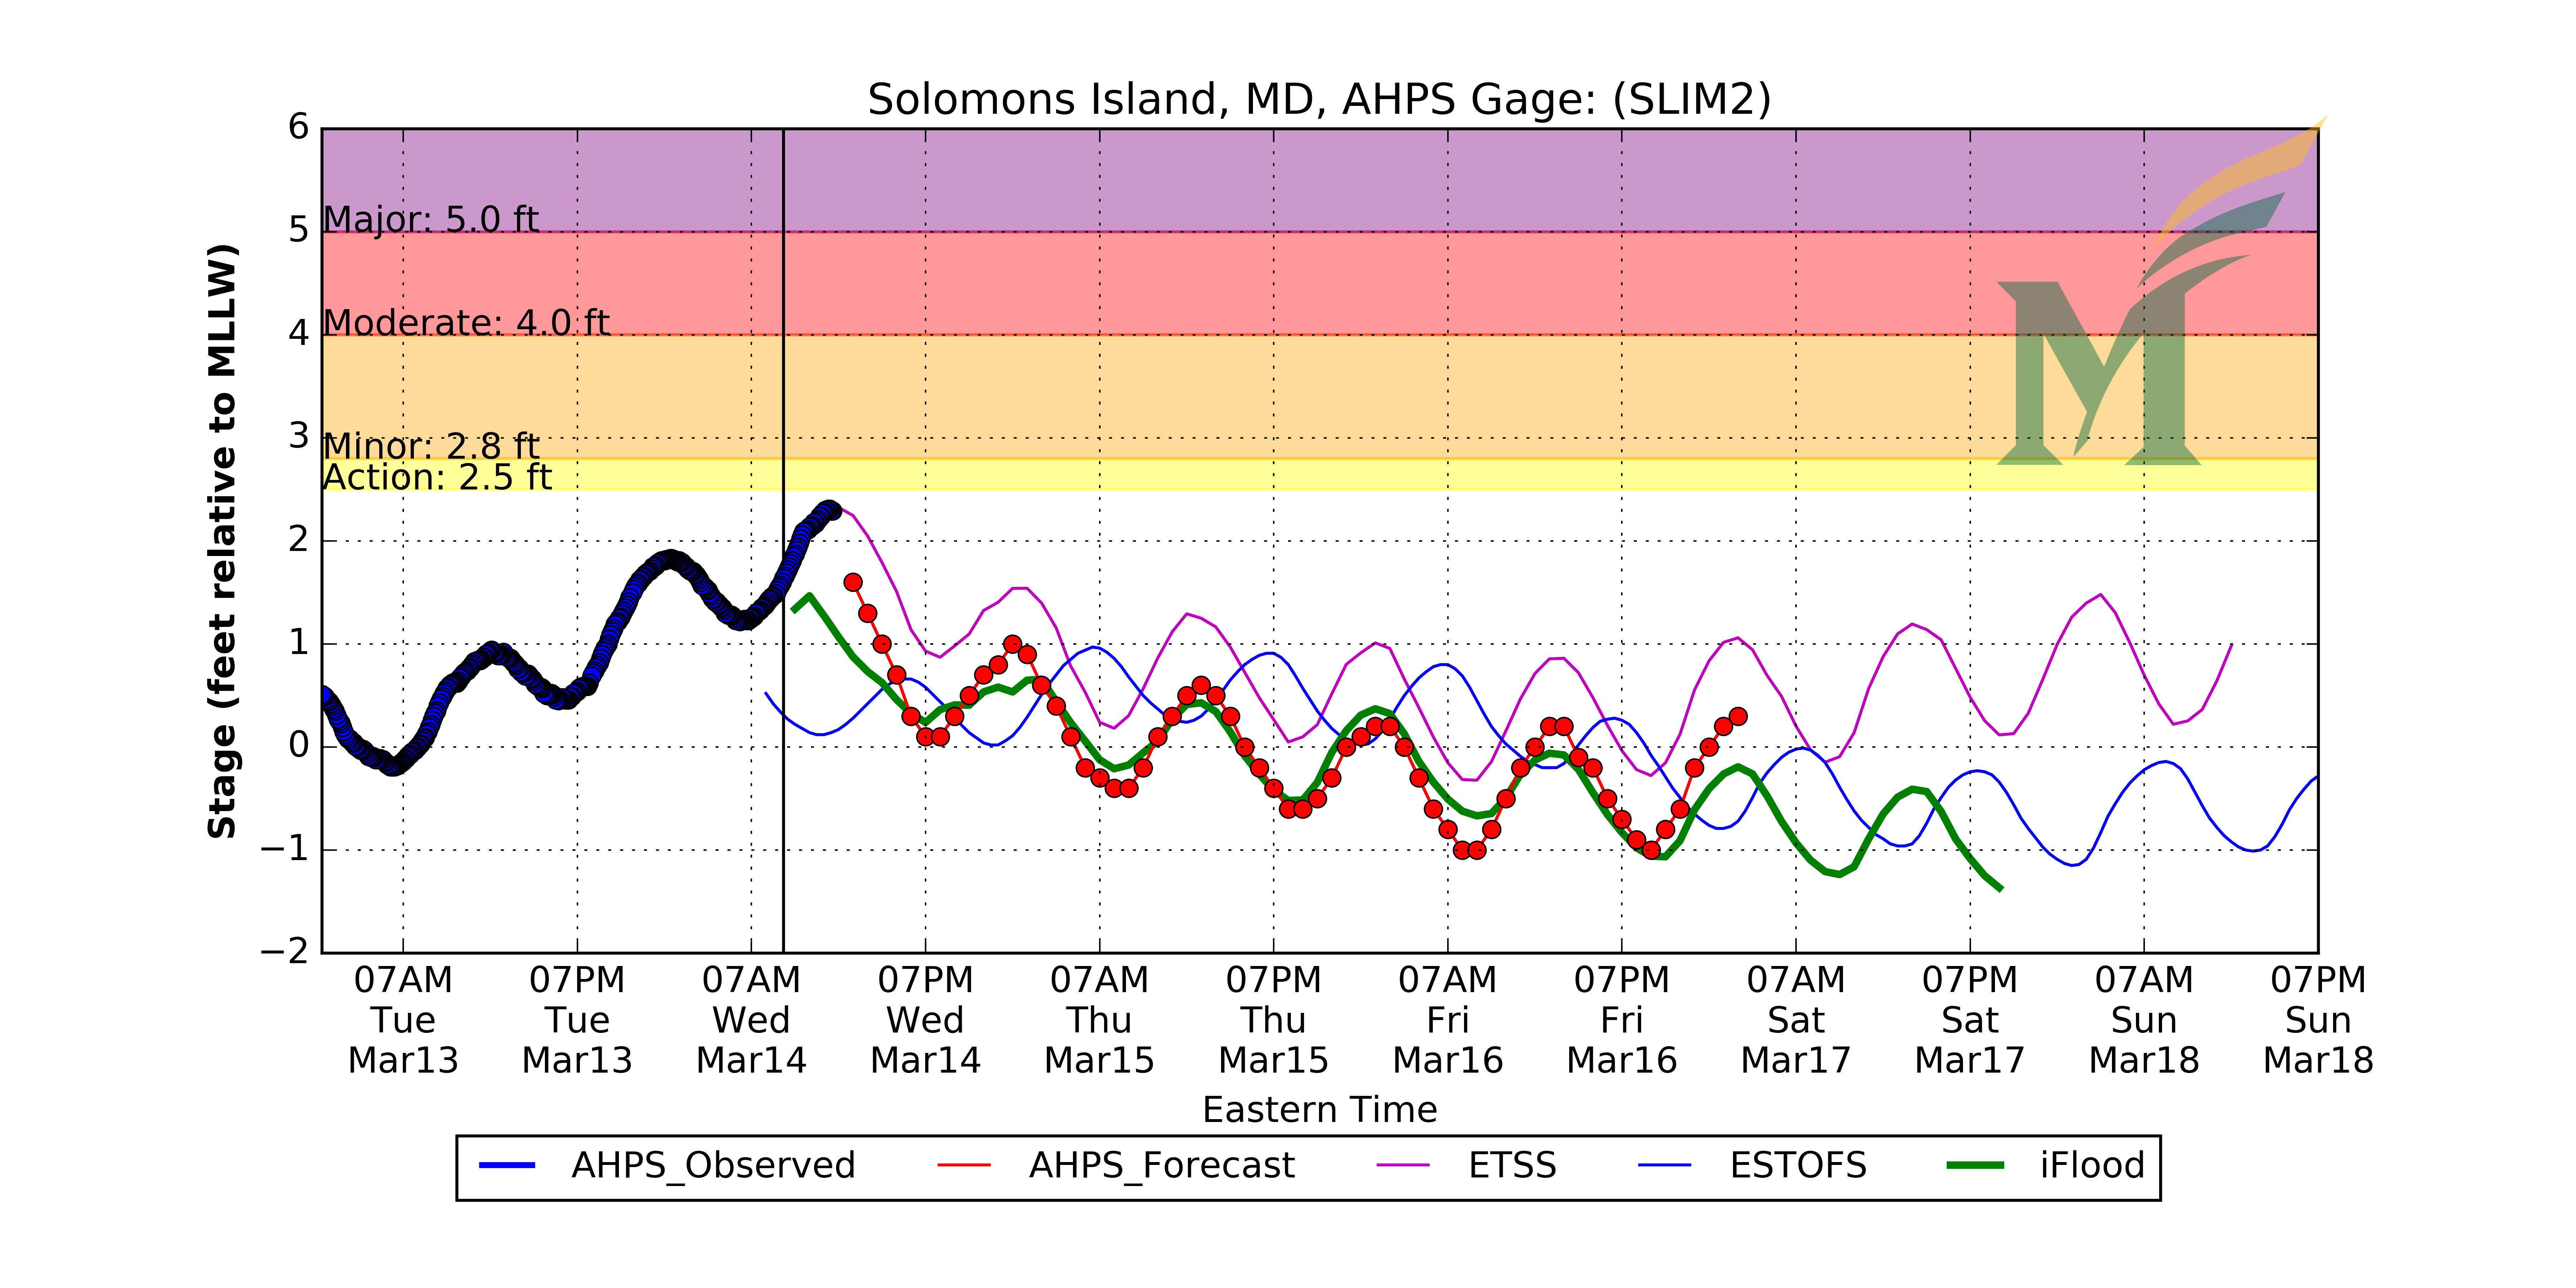 Solomons Island, MD, AHPS Gage: (SLIM2)
Stage (feet relative to MLLW)
6
5
4
3
2
1
0
−1
−2
Major: 5.0 ft
Moderate: 4.0 ft
Minor: 2.8 ft
Action: 2.5 ft
M
07AM 07PM 07AM 07PM 07AM 07PM 07AM 07PM 07AM 07PM 07AM 07PM
Tue Tue Wed Wed Thu Thu Fri Fri Sat Sat Sun Sun
Mar13 Mar13 Mar14 Mar14 Mar15 Mar15 Mar16 Mar16 Mar17 Mar17 Mar18 Mar18
Eastern Time
AHPS_Observed AHPS_Forecast ETSS ESTOFS iFlood